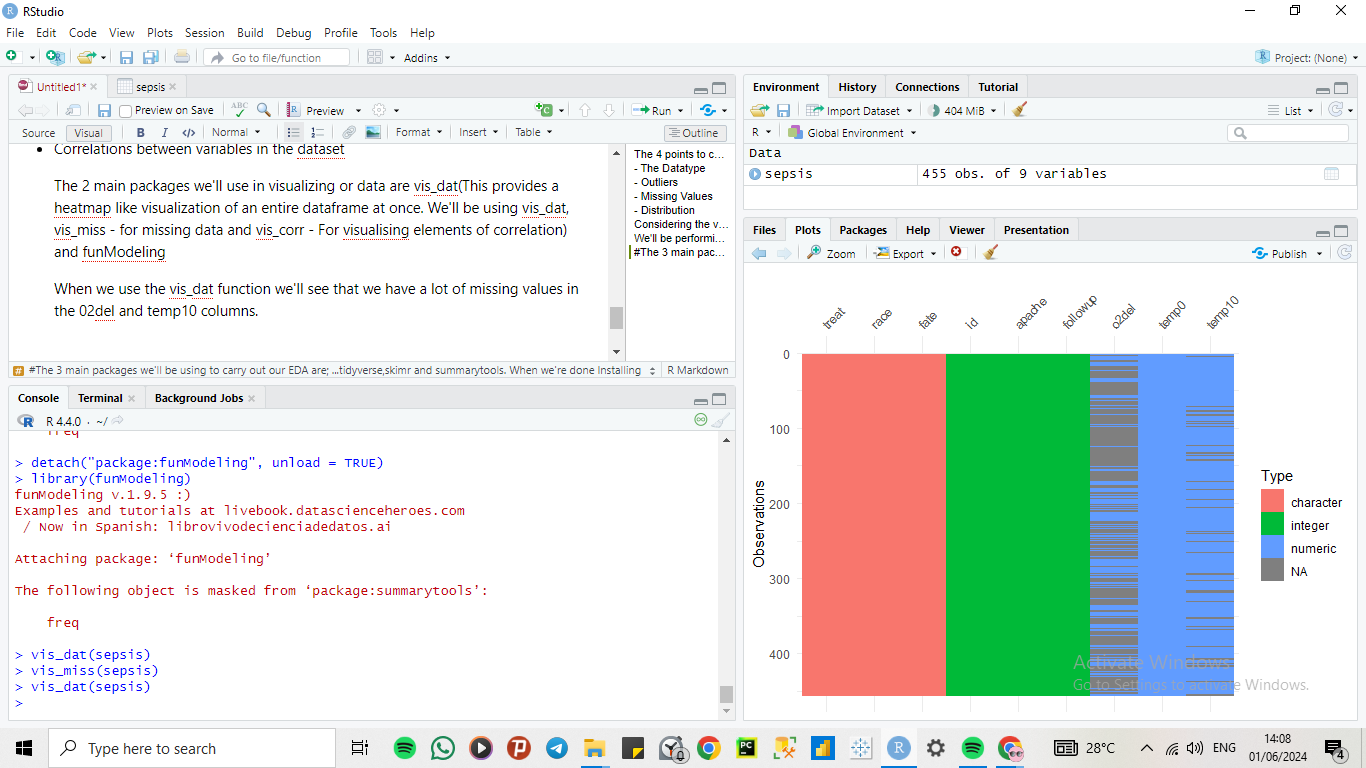 RStudio
File Edit Code View Plots Session Build Debug Profile Tools Help
Go to file/function Addins Project: (None)
Untitled1* sepsis
Preview on Save ABC Preview Run
Source Visual B I </> Normal Format Insert Table Outline
Correlations between variables in the dataset
The 2 main packages we'll use in visualizing or data are vis_dat(This provides a
heatmap like visualization of an entire dataframe at once. We'll be using vis_dat,
vis_miss - for missing data and vis_corr - For visualising elements of correlation)
and funModeling
When we use the vis_dat function we'll see that we have a lot of missing values in
the 02del and temp10 columns.
The 4 points to c...
- The Datatype
- Outliers
- Missing Values
- Distribution
Considering the v...
We'll be performi...
#The 3 main pac...
# #The 3 main packages we'll be using to carry out our EDA are; ...tidyverse,skimr and summarytools. When we're done Installing R Markdown
Console Terminal Background Jobs
R R 4.4.0 · ~/
freq
> detach("package:funModeling", unload = TRUE)
> library(funModeling)
funModeling v.1.9.5 :)
Examples and tutorials at livebook.datascienceheroes.com
/ Now in Spanish: librovivodecienciadedatos.ai
Attaching package: ‘funModeling’
The following object is masked from ‘package:summarytools’:
freq
> vis_dat(sepsis)
> vis_miss(sepsis)
> vis_dat(sepsis)
>
Environment History Connections Tutorial
Import Dataset 404 MiB List
R Global Environment
Data
sepsis 455 obs. of 9 variables
Files Plots Packages Help Viewer Presentation
Zoom Export Publish
treat race fate id apache followup o2del temp0 temp10
0
100
200
300
400
Observations
Type
character
integer
numeric
NA
Activate Windows
Go to Settings to activate Windows.
Type here to search
28°C ENG 14:08
01/06/2024
4